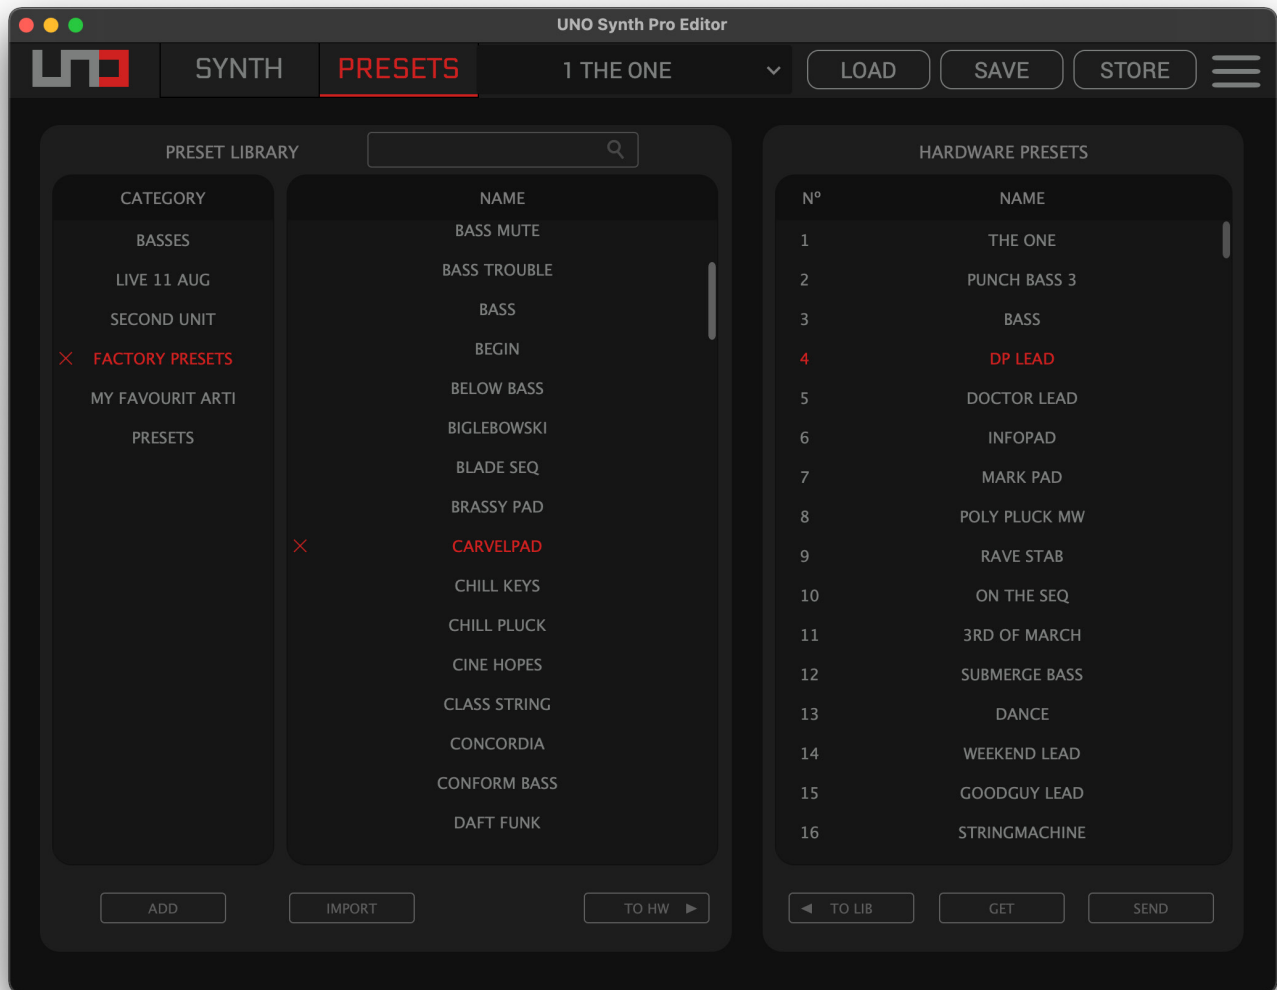 UNO Synth Pro Editor
uno SYNTH PRESETS 1 THE ONE LOAD SAVE STORE
PRESET LIBRARY
CATEGORY
BASSES
LIVE 11 AUG
SECOND UNIT
FACTORY PRESETS
MY FAVOURIT ARTI
PRESETS
NAME
BASS MUTE
BASS TROUBLE
BASS
BEGIN
BELOW BASS
BIGLEBOWSKI
BLADE SEQ
BRASSY PAD
CARVELPAD
CHILL KEYS
CHILL PLUCK
CINE HOPES
CLASS STRING
CONCORDIA
CONFORM BASS
DAFT FUNK
ADD IMPORT TO HW
HARDWARE PRESETS
Nº NAME
1 THE ONE
2 PUNCH BASS 3
3 BASS
4 DP LEAD
5 DOCTOR LEAD
6 INFOPAD
7 MARK PAD
8 POLY PLUCK MW
9 RAVE STAB
10 ON THE SEQ
11 3RD OF MARCH
12 SUBMERGE BASS
13 DANCE
14 WEEKEND LEAD
15 GOODGUY LEAD
16 STRINGMACHINE
TO LIB GET SEND